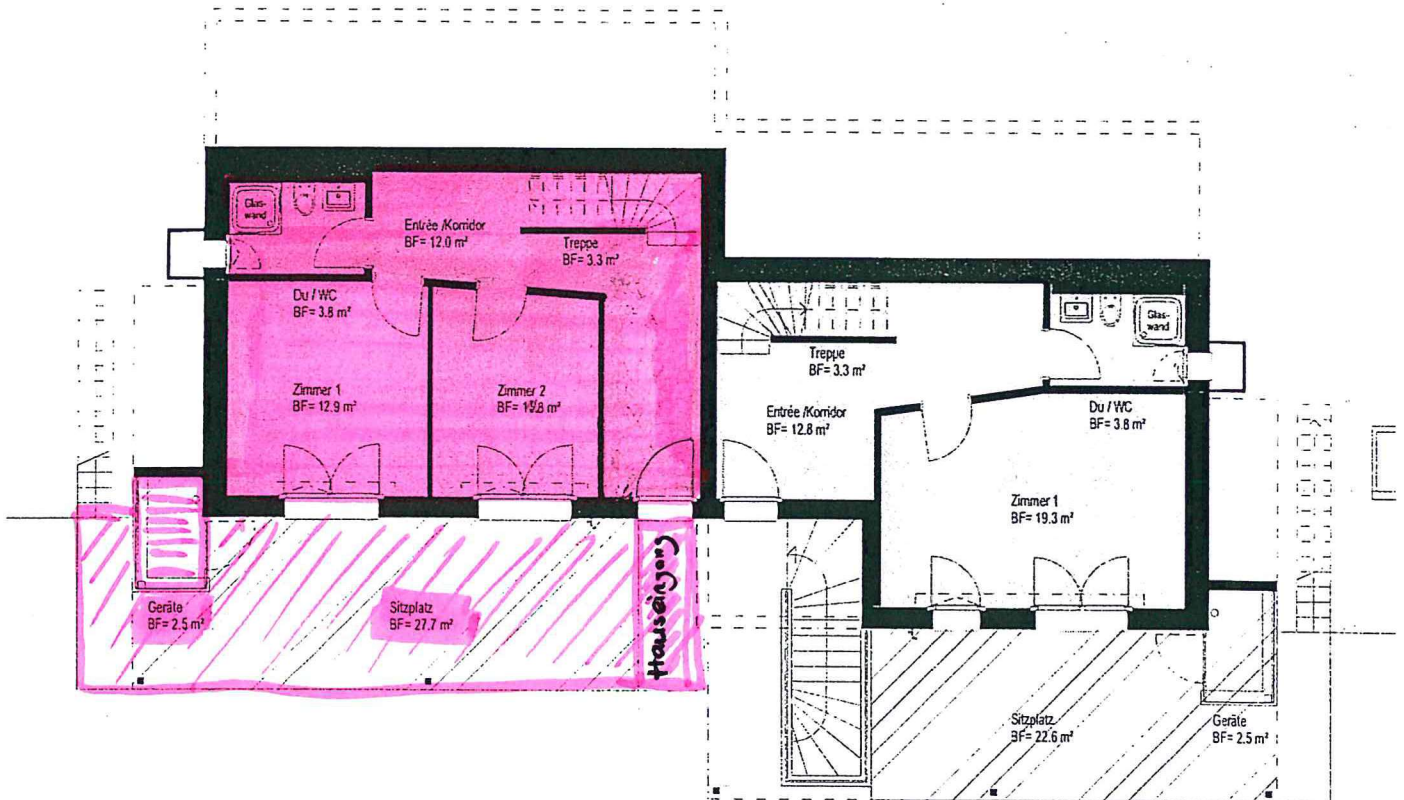 Glas-
wand
Entrée /Korridor
BF= 12.0 m²
Treppe
BF= 3.3 m²
Du / WC
BF= 3.8 m²
Zimmer 1
BF= 12.9 m²
Zimmer 2
Geräte
BF= 2.5 m²
Sitzplatz
BF= 27.7 m²
Hauseingang
Treppe
BF= 3.3 m²
Glas-
wand
Entrée /Korridor
BF= 12.8 m²
Du / WC
BF= 3.8 m²
Zimmer 1
BF= 19.3 m²
Sitzplatz
BF= 22.6 m²
Geräte
BF= 2.5 m²